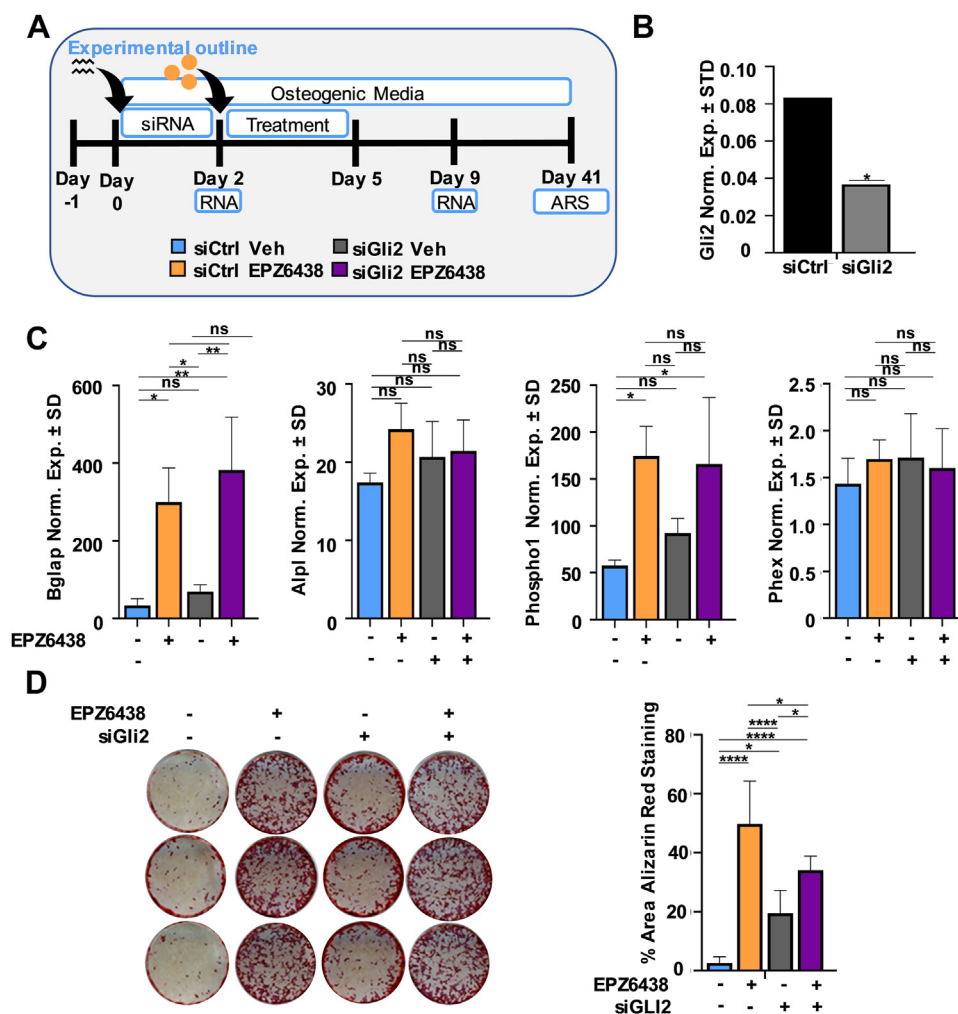 A
Experimental outline
Osteogenic Media
siRNA
Treatment
Day -1
Day 0
Day 2
Day 5
Day 9
Day 41
RNA
RNA
ARS
siCtrl Veh
siGli2 Veh
siCtrl EPZ6438
siGli2 EPZ6438
B
Gli2 Norm. Exp. ± STD
0.10
0.08
0.06
0.04
0.02
0
*
siCtrl
siGli2
C
Bglap Norm. Exp. ± SD
600
400
200
0
ns
**
*
**
ns
*
Alpl Norm. Exp. ± SD
30
20
10
0
ns
ns
ns
ns
ns
ns
Phospho1 Norm. Exp. ± SD
250
200
150
100
50
0
ns
ns
ns
*
ns
*
Phex Norm. Exp. ± SD
2.5
2.0
1.5
1.0
0.5
0
ns
ns
ns
ns
ns
ns
EPZ6438
- + - +
-
- + - +
- - + +
- + - +
- - + +
- + - +
- - + +
D
EPZ6438 - + - +
siGli2 - - + +
% Area Alizarin Red Staining
80
60
40
20
0
*
*
****
****
*
****
EPZ6438 - + - +
siGLI2 - - + +